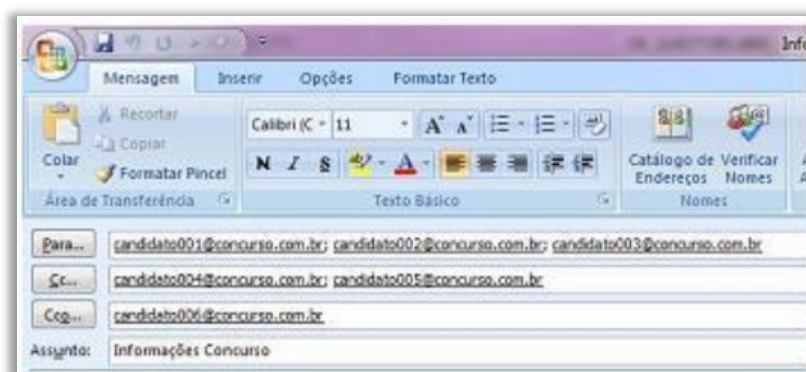 Info
Mensagem Inserir Opções Formatar Texto
Colar
Recortar
Copiar
Formatar Pincel
Área de Transferência
Calibri (C 11
N I S
Texto Básico
Catálogo de Endereços
Verificar Nomes
Nomes
Para... candidato001@concurso.com.br; candidato002@concurso.com.br; candidato003@concurso.com.br
Cc... candidato004@concurso.com.br; candidato005@concurso.com.br
Cco... candidato006@concurso.com.br
Assunto: Informações Concurso